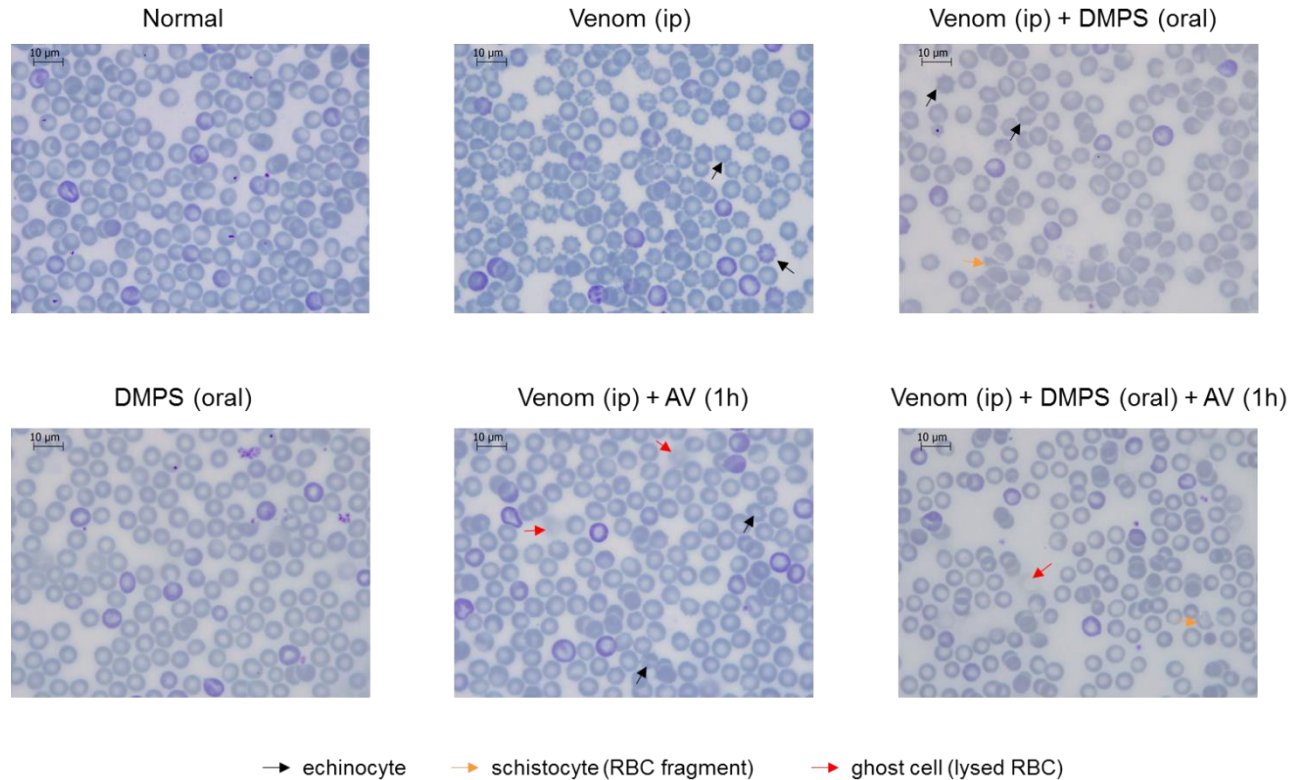 Normal
Venom (ip)
Venom (ip) + DMPS (oral)
10 µm
10 µm
10 µm
DMPS (oral)
Venom (ip) + AV (1h)
Venom (ip) + DMPS (oral) + AV (1h)
10 µm
10 µm
10 µm
echinocyte
schistocyte (RBC fragment)
ghost cell (lysed RBC)